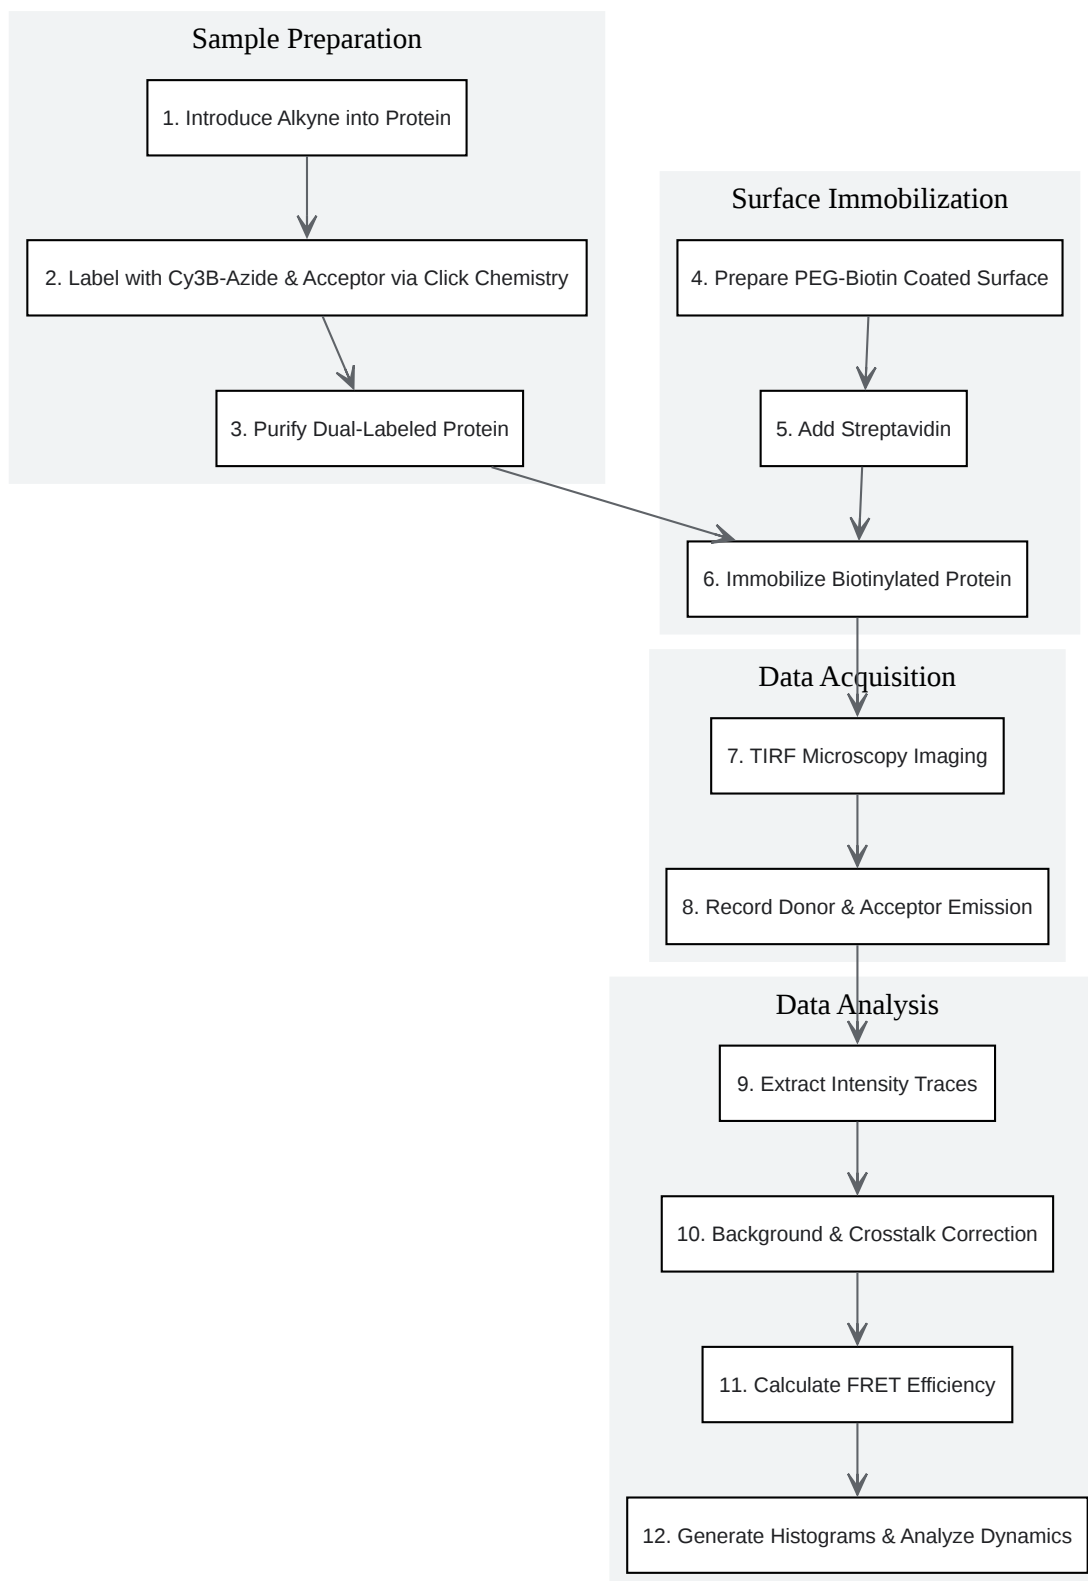 Sample Preparation
1. Introduce Alkyne into Protein
2. Label with Cy3B-Azide & Acceptor via Click Chemistry
3. Purify Dual-Labeled Protein
Surface Immobilization
4. Prepare PEG-Biotin Coated Surface
5. Add Streptavidin
6. Immobilize Biotinylated Protein
Data Acquisition
7. TIRF Microscopy Imaging
8. Record Donor & Acceptor Emission
Data Analysis
9. Extract Intensity Traces
10. Background & Crosstalk Correction
11. Calculate FRET Efficiency
12. Generate Histograms & Analyze Dynamics